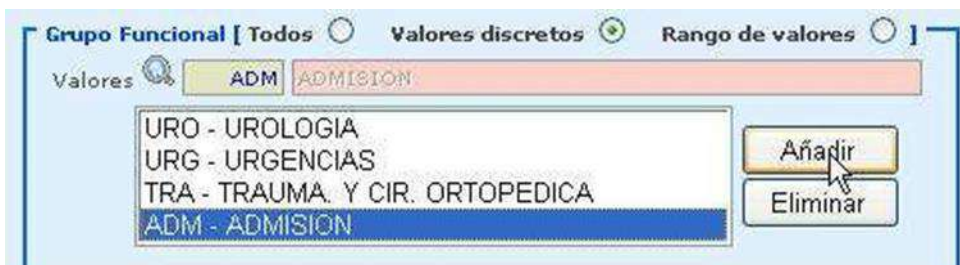 Grupo Funcional [ Todos Valores discretos Rango de valores ]
Valores ADM ADMISION
URO - UROLOGIA
URG - URGENCIAS
TRA - TRAUMA. Y CIR. ORTOPEDICA
ADM - ADMISION
Añadir
Eliminar